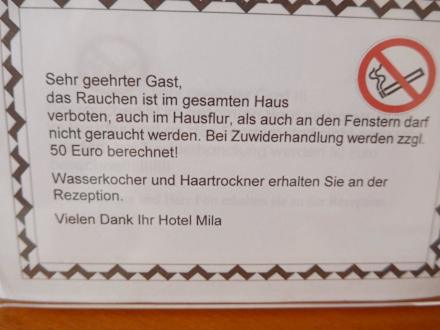 Sehr geehrter Gast,
das Rauchen ist im gesamten Haus
verboten, auch im Hausflur, als auch an den Fenstern darf
nicht geraucht werden. Bei Zuwiderhandlung werden zzgl.
50 Euro berechnet!
Wasserkocher und Haartrockner erhalten Sie an der
Rezeption.
Vielen Dank Ihr Hotel Mila